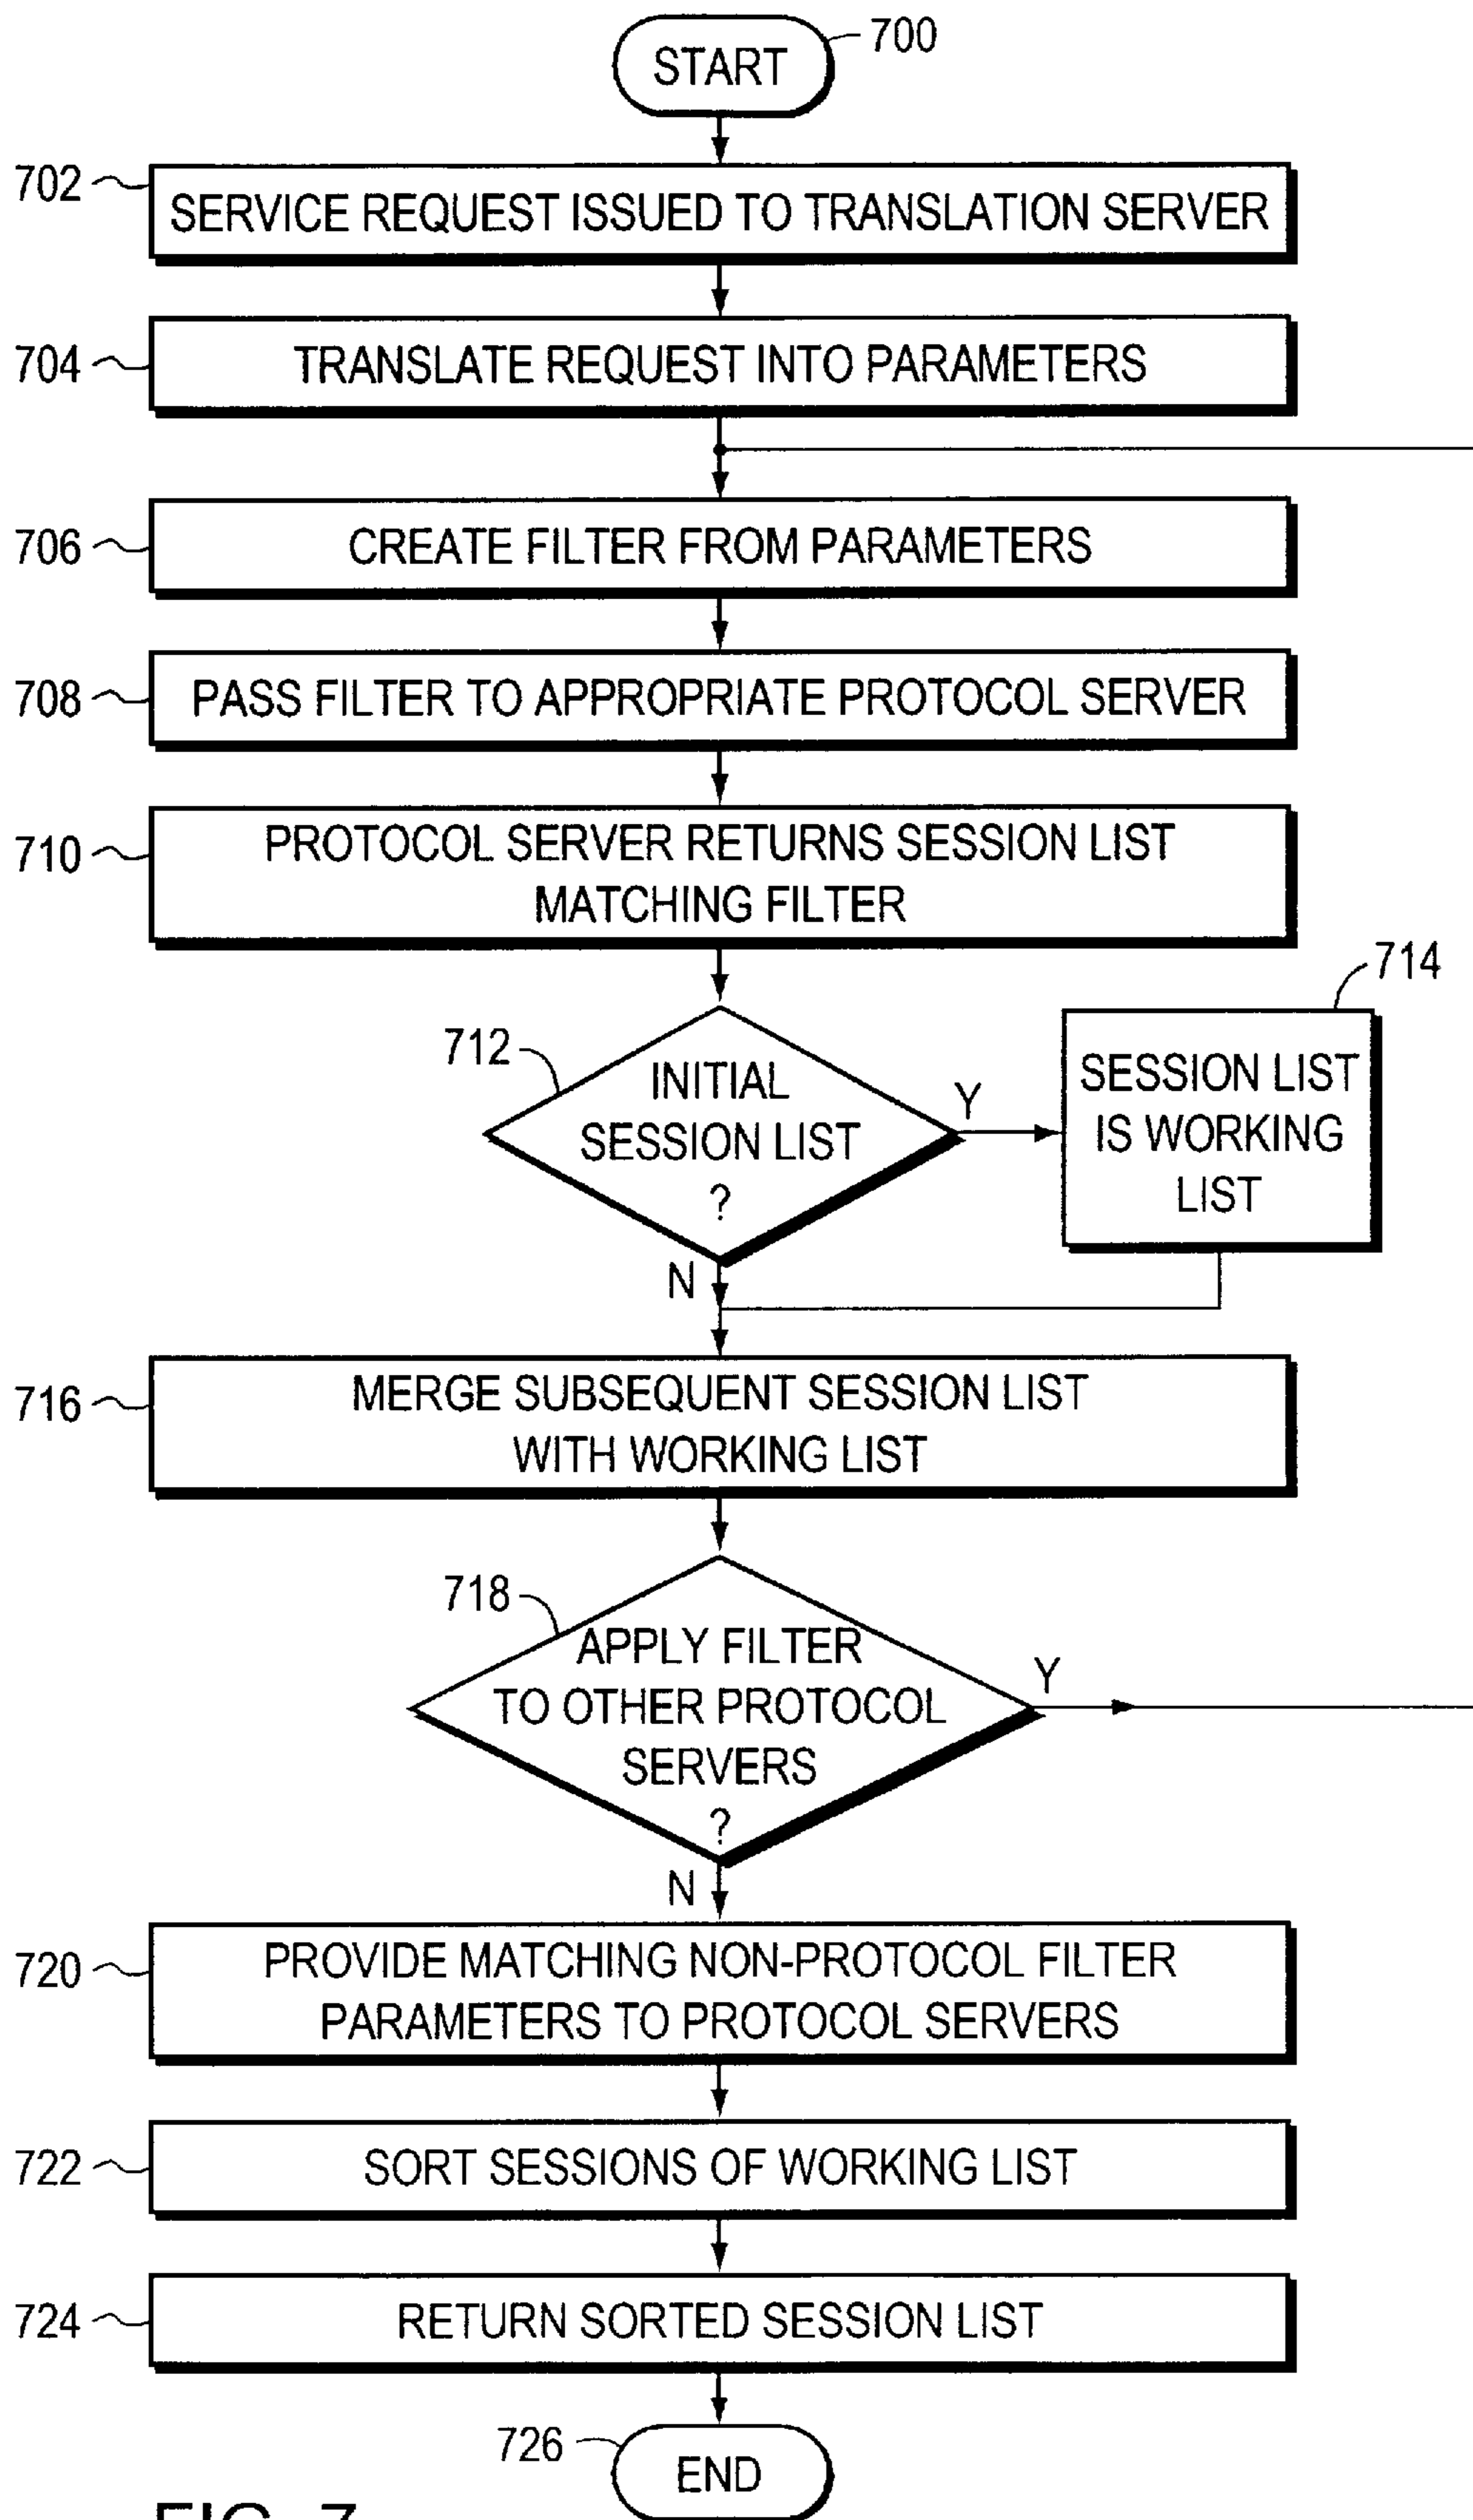 START
700
702
SERVICE REQUEST ISSUED TO TRANSLATION SERVER
704
TRANSLATE REQUEST INTO PARAMETERS
706
CREATE FILTER FROM PARAMETERS
708
PASS FILTER TO APPROPRIATE PROTOCOL SERVER
710
PROTOCOL SERVER RETURNS SESSION LIST
MATCHING FILTER
712
INITIAL
SESSION LIST
?
Y
714
SESSION LIST
IS WORKING
LIST
N
716
MERGE SUBSEQUENT SESSION LIST
WITH WORKING LIST
718
APPLY FILTER
TO OTHER PROTOCOL
SERVERS
?
Y
N
720
PROVIDE MATCHING NON-PROTOCOL FILTER
PARAMETERS TO PROTOCOL SERVERS
722
SORT SESSIONS OF WORKING LIST
724
RETURN SORTED SESSION LIST
726
END
FIG. 7